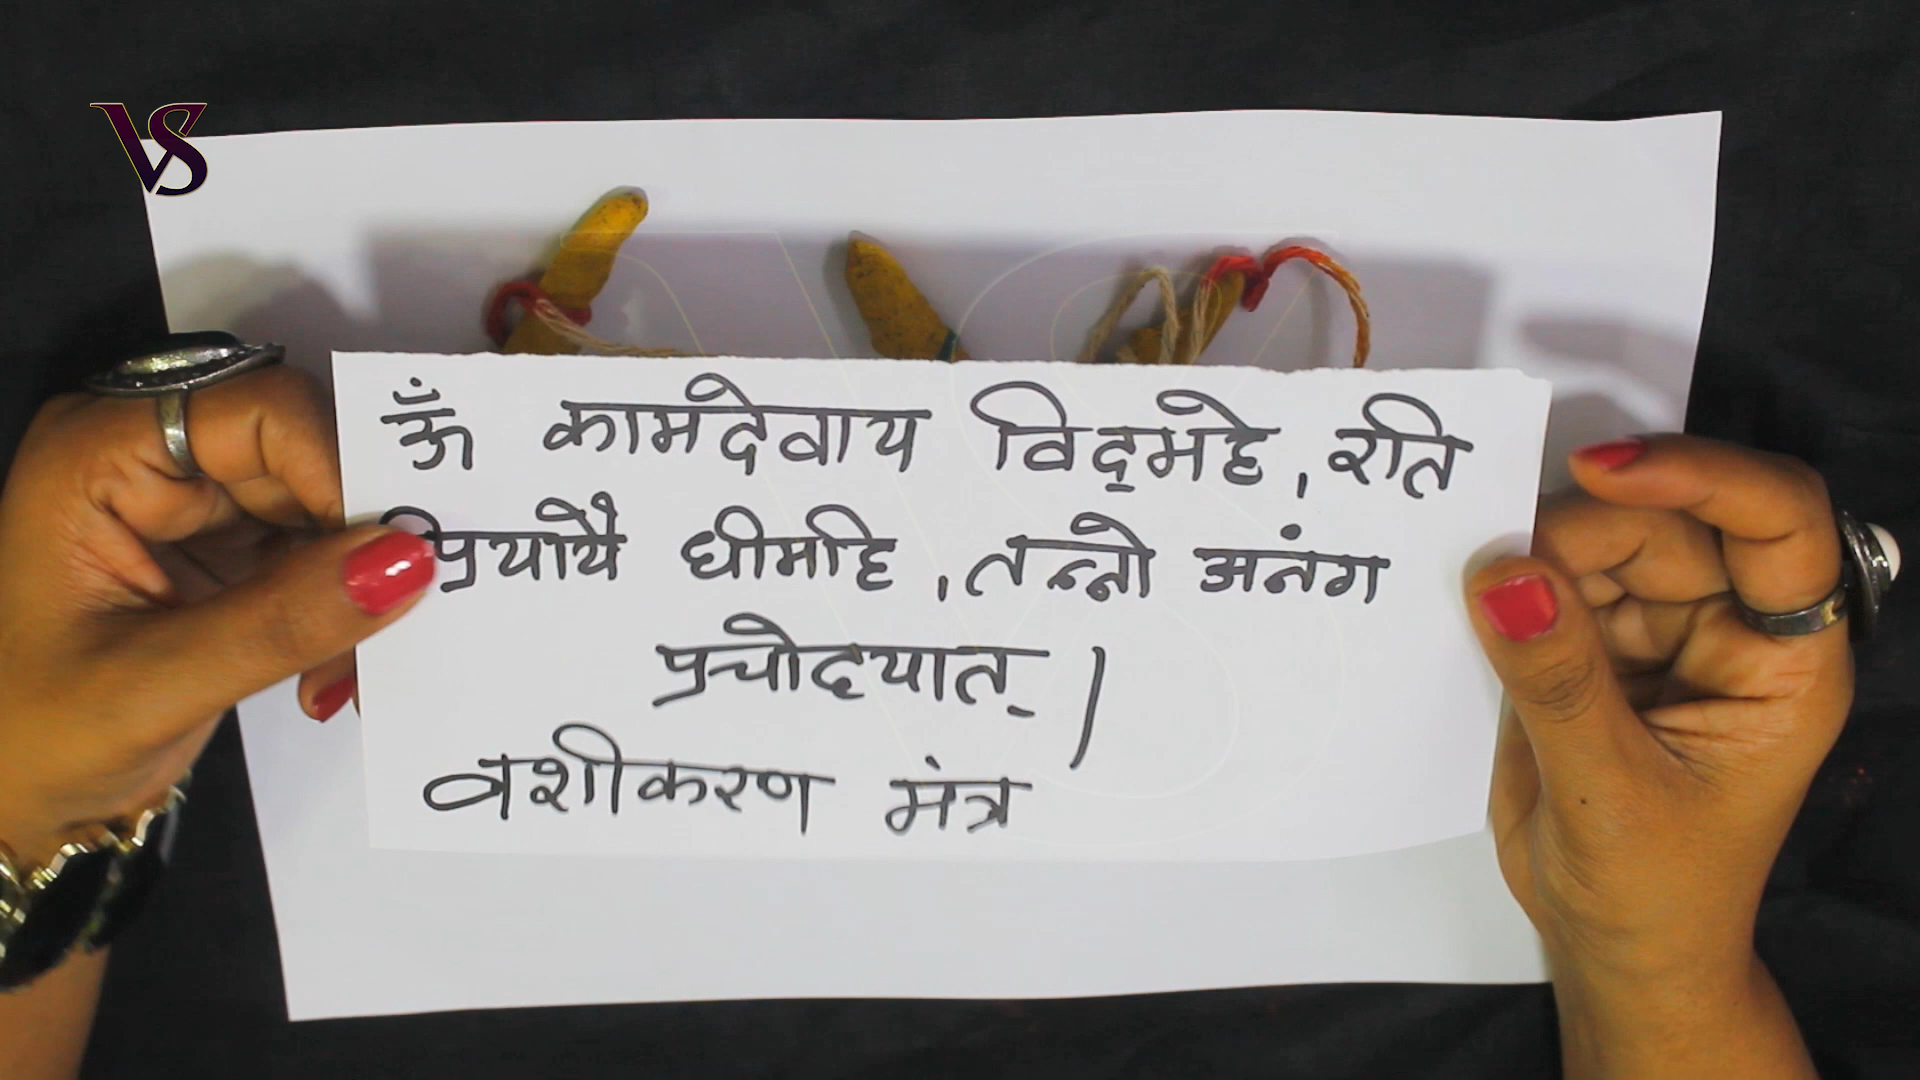 VS
ॐ कामदेवाय विद्महे, रति
प्रियायै धीमहि, तन्नो अनंग
प्रचोदयात् |
वशीकरण मंत्र